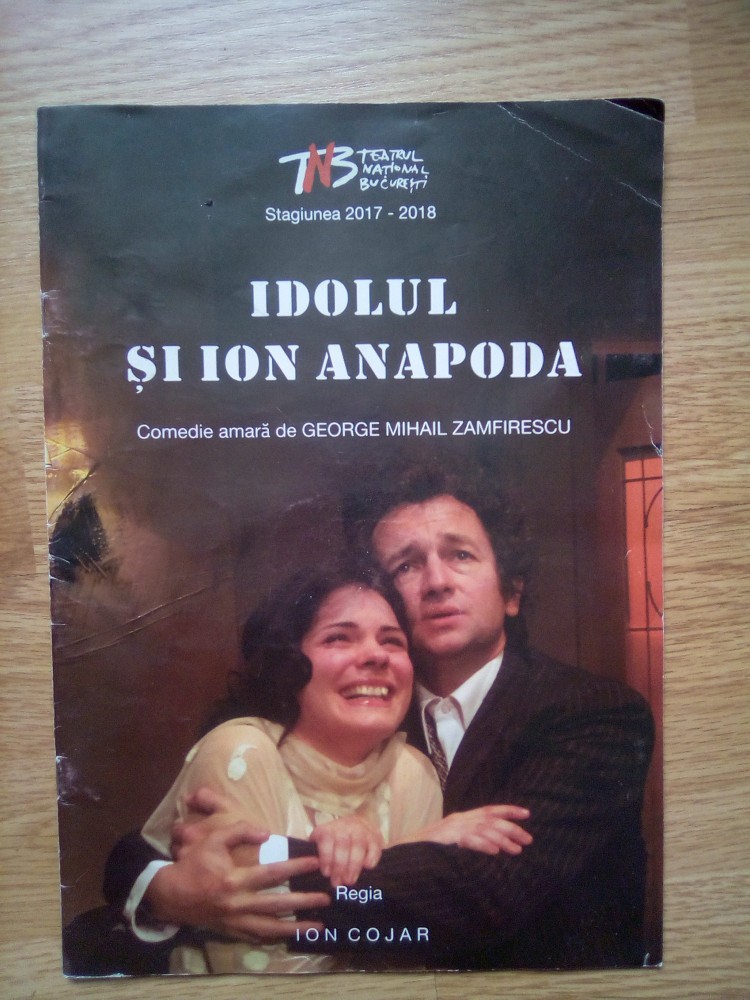 TNB TEATRUL
NAȚIONAL
BUCUREȘTI
Stagiunea 2017 - 2018
IDOLUL
ȘI ION ANAPODA
Comedie amară de GEORGE MIHAIL ZAMFIRESCU
Regia
ION COJAR